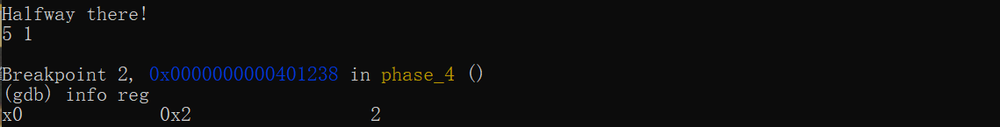 Halfway there!
5 1
Breakpoint 2, 0x0000000000401238 in phase_4 ()
(gdb) info reg
x0 0x2 2